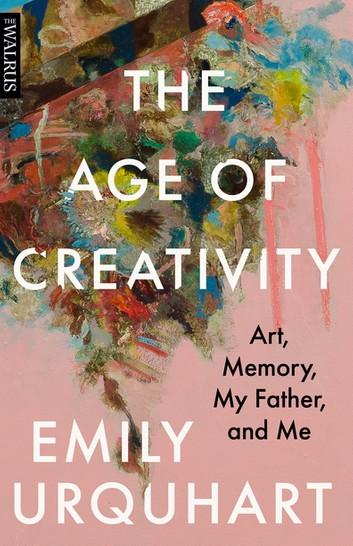 THE
WALRUS
THE
AGE OF
CREATIVITY
Art,
Memory,
My Father,
and Me
EMILY
URQUHART